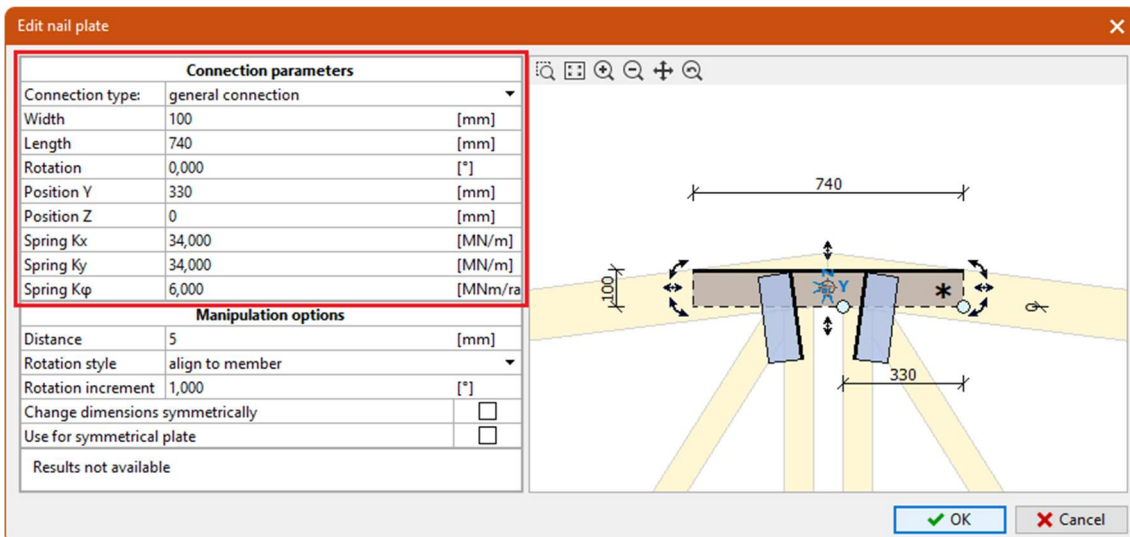 Edit nail plate
Connection parameters
Connection type: general connection
Width 100 [mm]
Length 740 [mm]
Rotation 0,000 [°]
Position Y 330 [mm]
Position Z 0 [mm]
Spring Kx 34,000 [MN/m]
Spring Ky 34,000 [MN/m]
Spring Kφ 6,000 [MNm/ra
Manipulation options
Distance 5 [mm]
Rotation style align to member
Rotation increment 1,000 [°]
Change dimensions symmetrically
Use for symmetrical plate
Results not available
740
100
Z
Y
330
OK Cancel